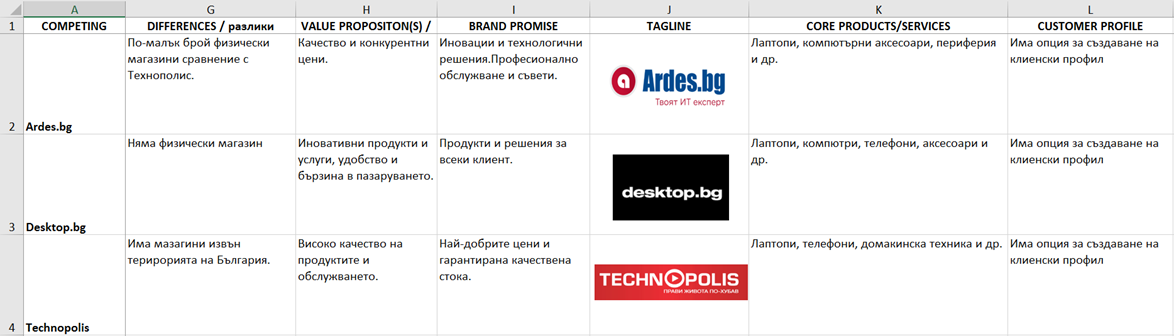 A G H I J K L
1 COMPETING DIFFERENCES / разлики VALUE PROPOSITON(S) / BRAND PROMISE TAGLINE CORE PRODUCTS/SERVICES CUSTOMER PROFILE
По-малък брой физически
магазини сравнение с
Технополис.
Качество и конкурентни
цени.
Иновации и технологични
решения.Професионално
обслужване и съвети.
a Ardes.bg
Твоят ИТ експерт
Лаптопи, компютърни аксесоари, периферия
и др.
Има опция за създаване на
клиенски профил
2 Ardes.bg
Няма физически магазин
Иновативни продукти и
услуги, удобство и
бързина в пазаруването.
Продукти и решения за
всеки клиент.
desktop.bg
Лаптопи, компютри, телефони, аксесоари и
др.
Има опция за създаване на
клиенски профил
3 Desktop.bg
Има мазагини извън
терирорията на България.
Високо качество на
продуктите и
обслужването.
Най-добрите цени и
гарантирана качествена
стока.
TECHNOPOLIS
ПРАВИ ЖИВОТА ПО-ХУБАВ
Лаптопи, телефони, домакинска техника и др.
Има опция за създаване на
клиенски профил
4 Technopolis